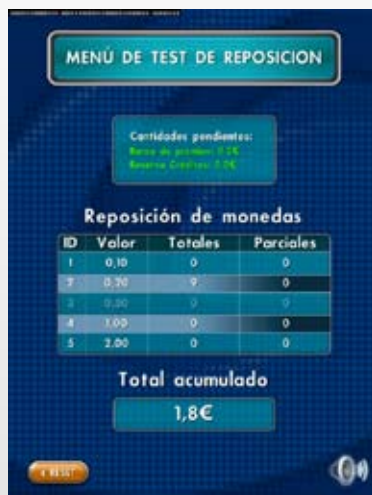 MENÚ DE TEST DE REPOSICION
Cantidades pendientes:
Reposición de monedas
ID Valor Totales Parciales
1 0,10 0 0
2 0,20 9 0
3 0,50 0 0
4 1,00 0 0
5 2,00 0 0
Total acumulado
1,8€
RESET